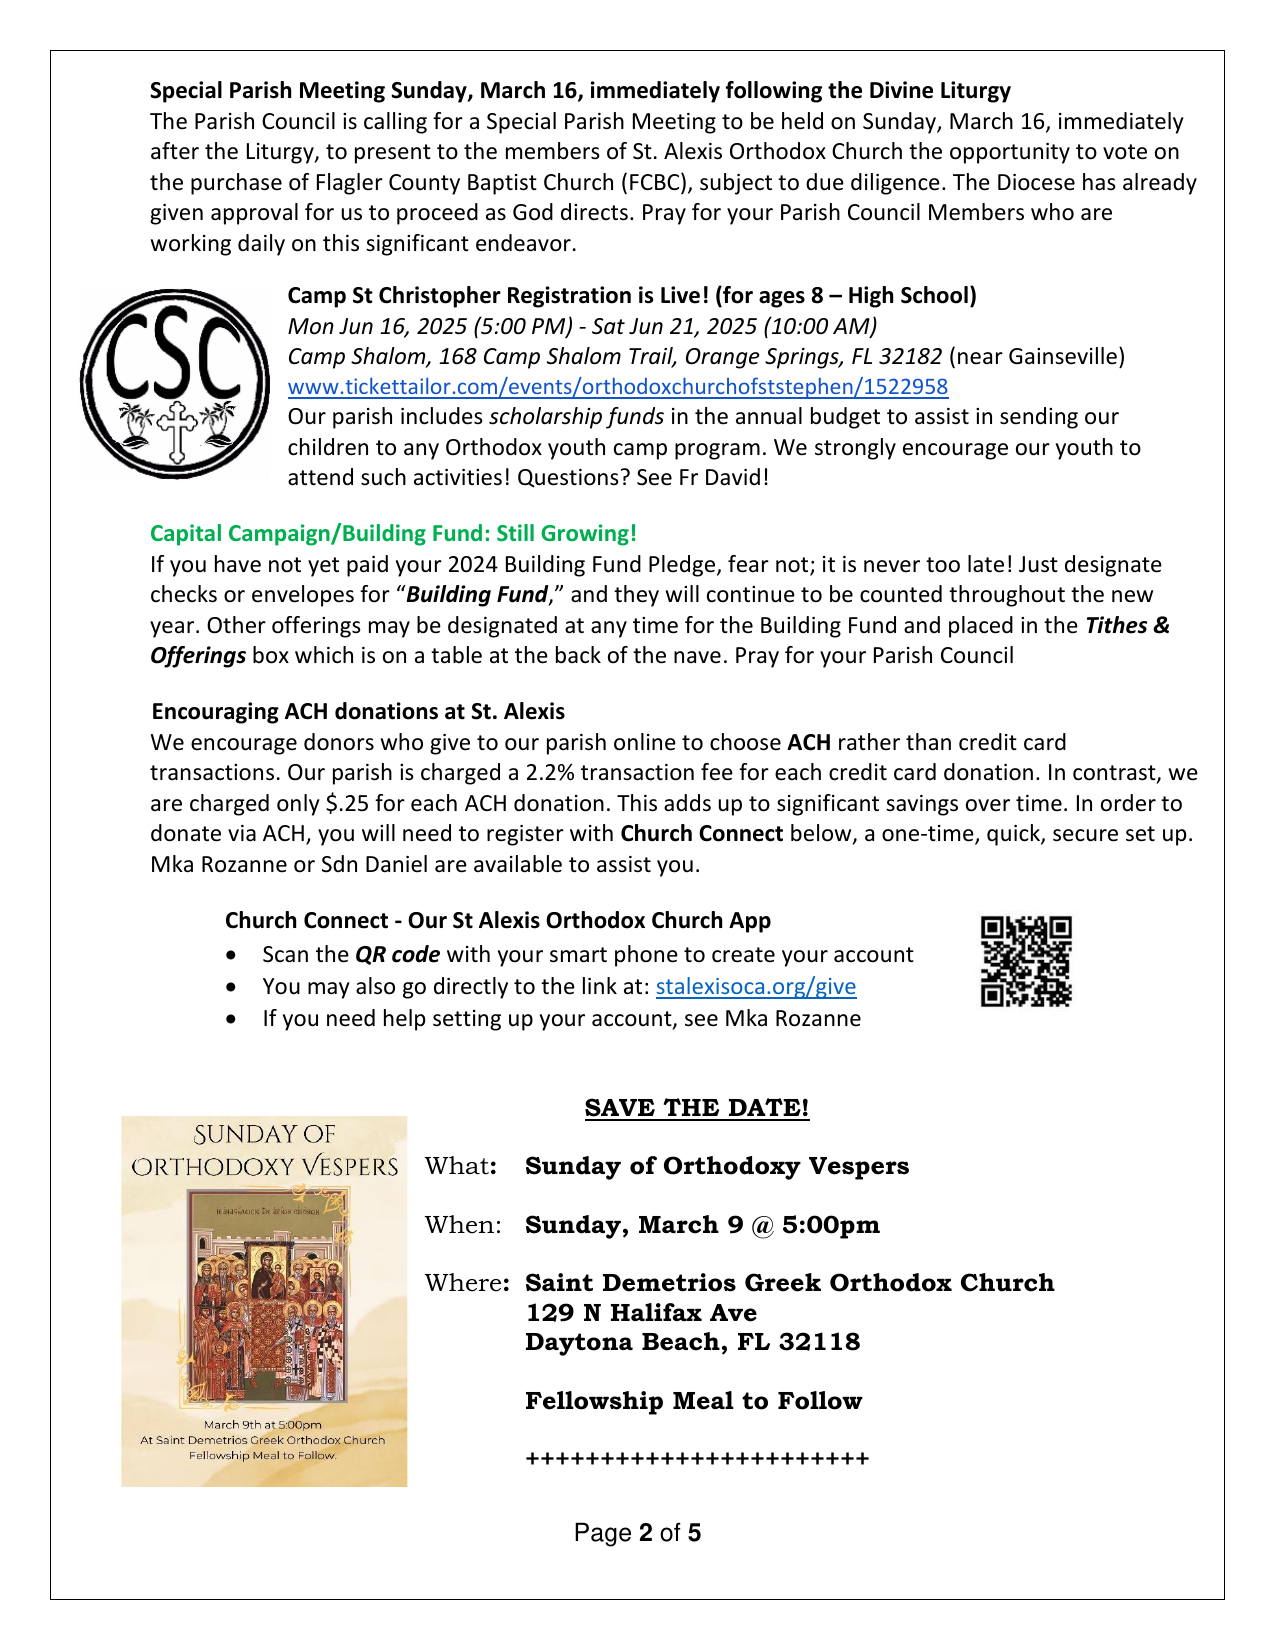 Special Parish Meeting Sunday, March 16, immediately following the Divine Liturgy
The Parish Council is calling for a Special Parish Meeting to be held on Sunday, March 16, immediately
after the Liturgy, to present to the members of St. Alexis Orthodox Church the opportunity to vote on
the purchase of Flagler County Baptist Church (FCBC), subject to due diligence. The Diocese has already
given approval for us to proceed as God directs. Pray for your Parish Council Members who are
working daily on this significant endeavor.
CSC
Camp St Christopher Registration is Live! (for ages 8 – High School)
Mon Jun 16, 2025 (5:00 PM) - Sat Jun 21, 2025 (10:00 AM)
Camp Shalom, 168 Camp Shalom Trail, Orange Springs, FL 32182 (near Gainseville)
www.tickettailor.com/events/orthodoxchurchofststephen/1522958
Our parish includes scholarship funds in the annual budget to assist in sending our
children to any Orthodox youth camp program. We strongly encourage our youth to
attend such activities! Questions? See Fr David!
Capital Campaign/Building Fund: Still Growing!
If you have not yet paid your 2024 Building Fund Pledge, fear not; it is never too late! Just designate
checks or envelopes for “Building Fund,” and they will continue to be counted throughout the new
year. Other offerings may be designated at any time for the Building Fund and placed in the Tithes &
Offerings box which is on a table at the back of the nave. Pray for your Parish Council
Encouraging ACH donations at St. Alexis
We encourage donors who give to our parish online to choose ACH rather than credit card
transactions. Our parish is charged a 2.2% transaction fee for each credit card donation. In contrast, we
are charged only $.25 for each ACH donation. This adds up to significant savings over time. In order to
donate via ACH, you will need to register with Church Connect below, a one-time, quick, secure set up.
Mka Rozanne or Sdn Daniel are available to assist you.
Church Connect - Our St Alexis Orthodox Church App
• Scan the QR code with your smart phone to create your account
• You may also go directly to the link at: stalexisoca.org/give
• If you need help setting up your account, see Mka Rozanne
SUNDAY OF
ORTHODOXY VESPERS
March 9th at 5:00pm
At Saint Demetrios Greek Orthodox Church
Fellowship Meal to Follow.
SAVE THE DATE!
What: Sunday of Orthodoxy Vespers
When: Sunday, March 9 @ 5:00pm
Where: Saint Demetrios Greek Orthodox Church
129 N Halifax Ave
Daytona Beach, FL 32118
Fellowship Meal to Follow
+++++++++++++++++++++++
Page 2 of 5